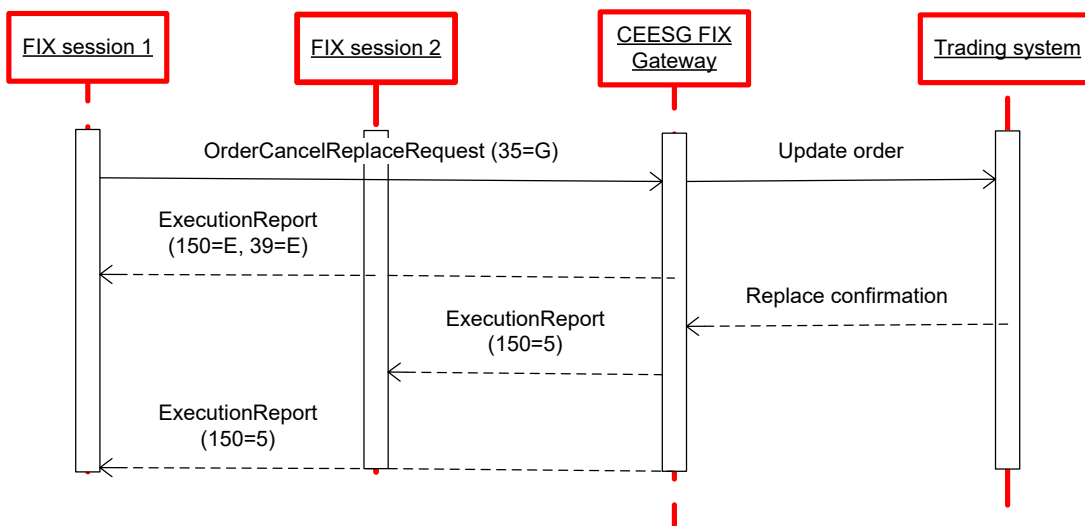 FIX session 1
FIX session 2
CEESG FIX
Gateway
Trading system
OrderCancelReplaceRequest (35=G)
Update order
ExecutionReport
(150=E, 39=E)
Replace confirmation
ExecutionReport
(150=5)
ExecutionReport
(150=5)